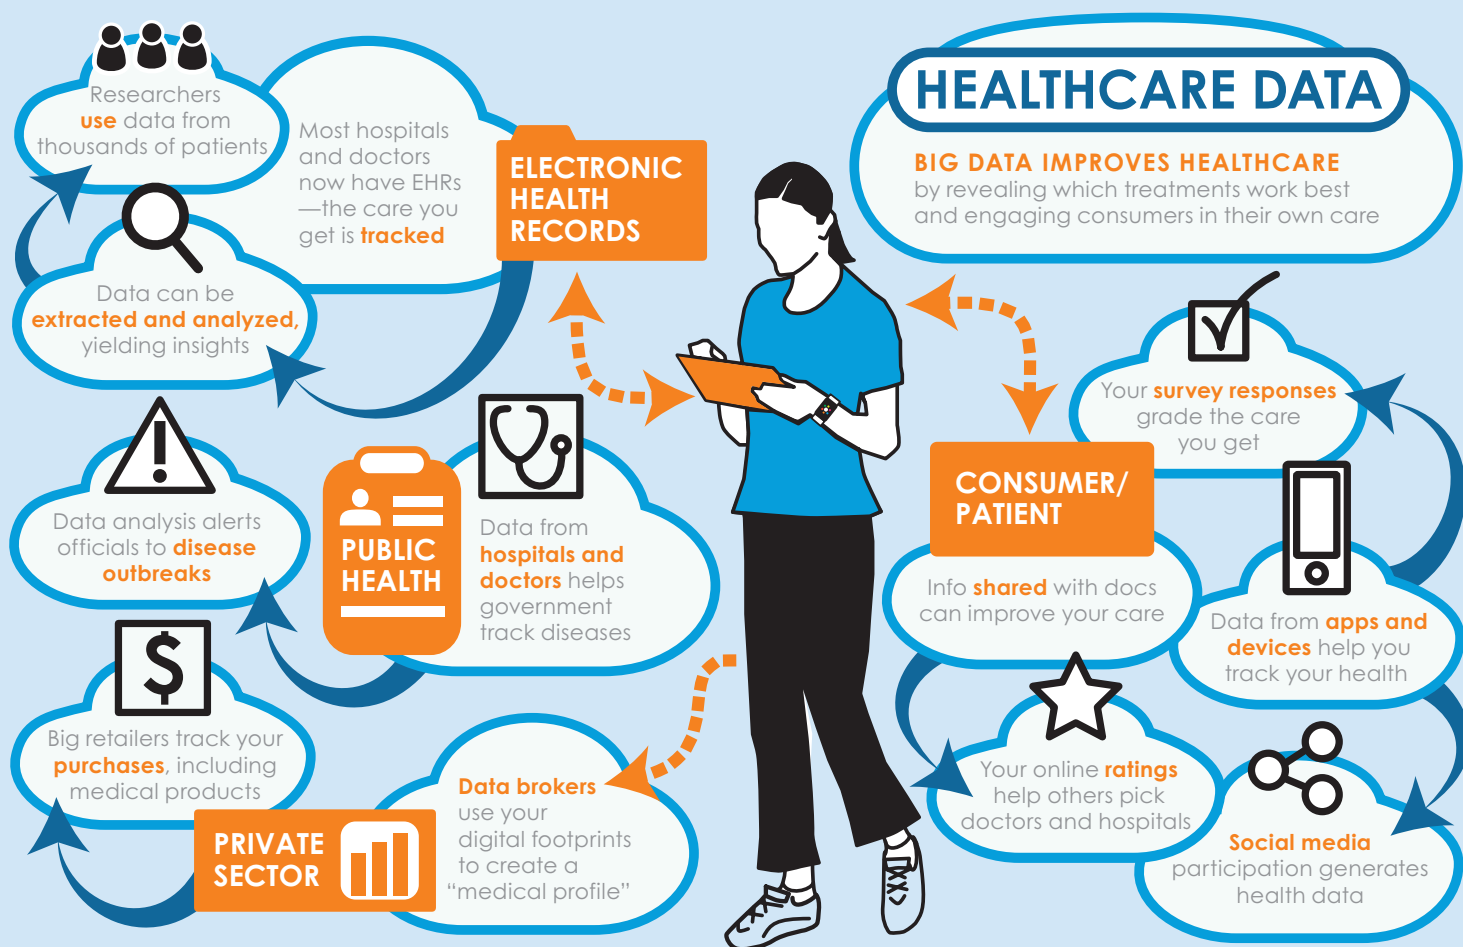 HEALTHCARE DATA
BIG DATA IMPROVES HEALTHCARE
by revealing which treatments work best
and engaging consumers in their own care
Researchers
use data from
thousands of patients
Most hospitals
and doctors
now have EHRs
—the care you
get is tracked
ELECTRONIC
HEALTH
RECORDS
Data can be
extracted and analyzed,
yielding insights
Data analysis alerts
officials to disease
outbreaks
PUBLIC
HEALTH
Data from
hospitals and
doctors helps
government
track diseases
$
Big retailers track your
purchases, including
medical products
PRIVATE
SECTOR
Data brokers
use your
digital footprints
to create a
“medical profile”
CONSUMER/
PATIENT
Info shared with docs
can improve your care
Your survey responses
grade the care
you get
Data from apps and
devices help you
track your health
Your online ratings
help others pick
doctors and hospitals
Social media
participation generates
health data